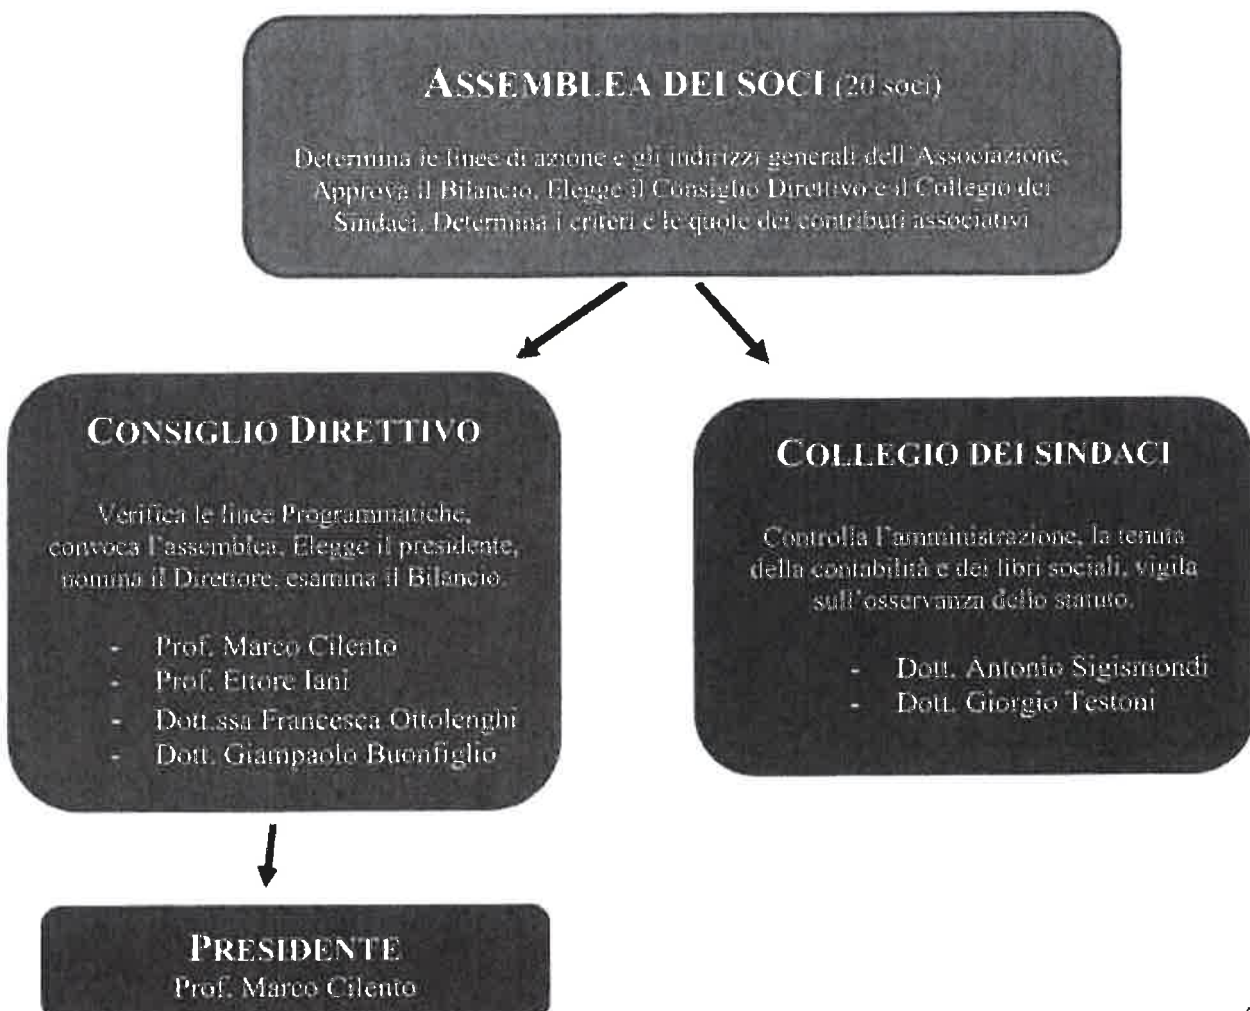 ASSEMBLEA DEI SOCI (20 soci)
Determina le linee di azione e gli indirizzi generali dell'Associazione,
Approva il Bilancio, Elegge il Consiglio Direttivo e il Collegio dei
Sindaci, Determina i criteri e le quote dei contributi associativi
CONSIGLIO DIRETTIVO
Verifica le linee Programmatiche,
convoca l'assemblea, Elegge il presidente,
nomina il Direttore, esamina il Bilancio.
- Prof. Marco Cilento
- Prof. Ettore Iani
- Dott.ssa Francesca Ottolenghi
- Dott. Giampaolo Buonfiglio
COLLEGIO DEI SINDACI
Controlla l'amministrazione, la tenuta
della contabilità e dei libri sociali, vigila
sull'osservanza dello statuto.
- Dott. Antonio Sigismondi
- Dott. Giorgio Testoni
PRESIDENTE
Prof. Marco Cilento